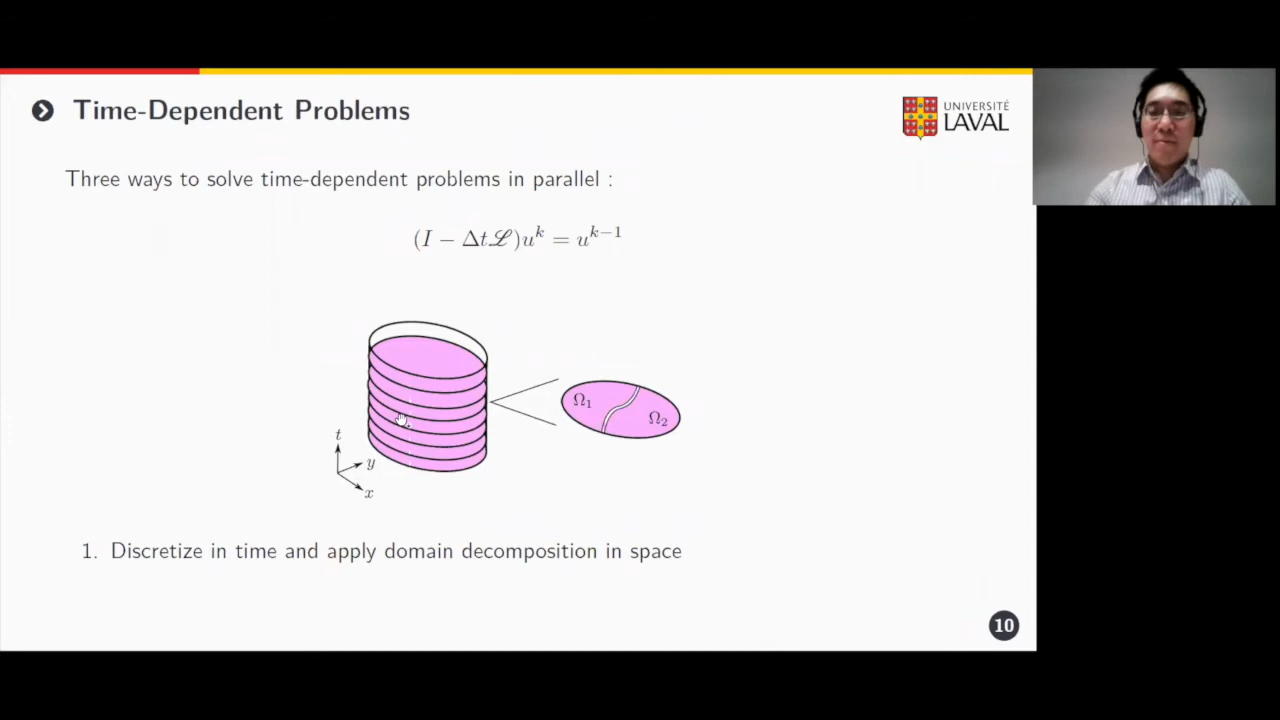 Time-Dependent Problems
UNIVERSITÉ
LAVAL
Three ways to solve time-dependent problems in parallel :
(I − Δtℒ)u^k = u^{k−1}
Ω₁
Ω₂
t
y
x
1. Discretize in time and apply domain decomposition in space
10